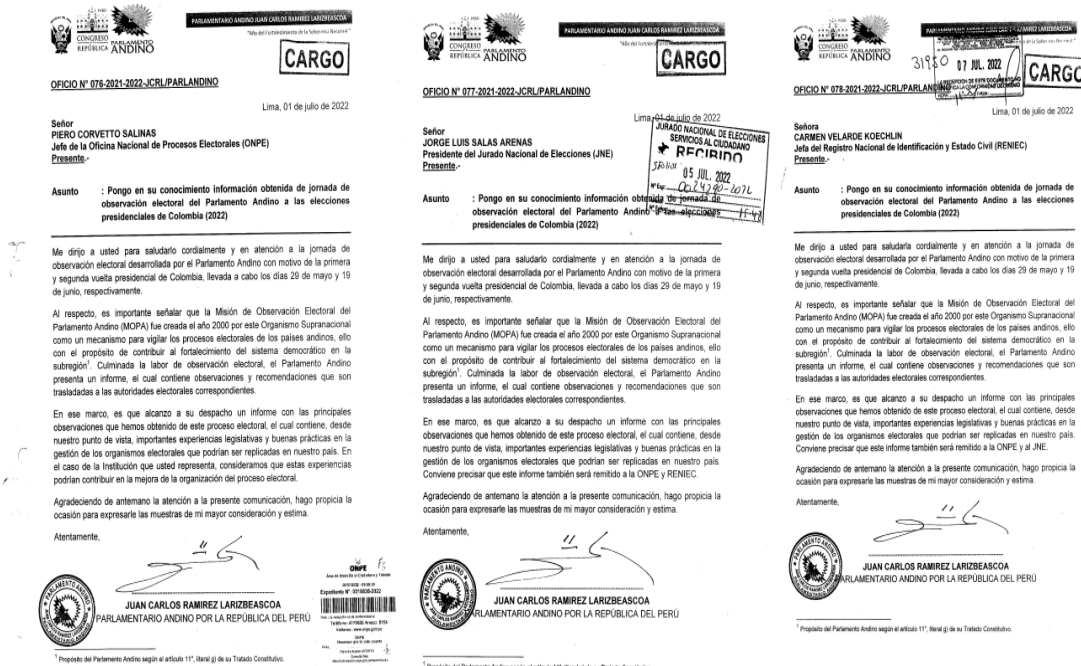 CONGRESO
REPÚBLICA
PARLAMENTO
ANDINO
PARLAMENTARIO ANDINO JUAN CARLOS RAMIREZ LARIZBEASCOA
"Año del Fortalecimiento de la Soberanía Nacional"
CARGO
OFICIO N° 076-2021-2022-JCRL/PARLANDINO
Lima, 01 de julio de 2022
Señor
PIERO CORVETTO SALINAS
Jefe de la Oficina Nacional de Procesos Electorales (ONPE)
Presente.-
Asunto : Pongo en su conocimiento información obtenida de jornada de
observación electoral del Parlamento Andino a las elecciones
presidenciales de Colombia (2022)
Me dirijo a usted para saludarlo cordialmente y en atención a la jornada de
observación electoral desarrollada por el Parlamento Andino con motivo de la primera
y segunda vuelta presidencial de Colombia, llevada a cabo los días 29 de mayo y 19
de junio, respectivamente.
Al respecto, es importante señalar que la Misión de Observación Electoral del
Parlamento Andino (MOPA) fue creada el año 2000 por este Organismo Supranacional
como un mecanismo para vigilar los procesos electorales de los países andinos, ello
con el propósito de contribuir al fortalecimiento del sistema democrático en la
subregión¹. Culminada la labor de observación electoral, el Parlamento Andino
presenta un informe, el cual contiene observaciones y recomendaciones que son
trasladadas a las autoridades electorales correspondientes.
En ese marco, es que alcanzo a su despacho un informe con las principales
observaciones que hemos obtenido de este proceso electoral, el cual contiene, desde
nuestro punto de vista, importantes experiencias legislativas y buenas prácticas en la
gestión de los organismos electorales que podrían ser replicadas en nuestro país. En
el caso de la Institución que usted representa, consideramos que estas experiencias
podrían contribuir en la mejora de la organización del proceso electoral.
Agradeciendo de antemano la atención a la presente comunicación, hago propicia la
ocasión para expresarle las muestras de mi mayor consideración y estima.
Atentamente,
JUAN CARLOS RAMIREZ LARIZBEASCOA
PARLAMENTARIO ANDINO POR LA REPÚBLICA DEL PERÚ
PARLAMENTO ANDINO
ONPE
¹ Propósito del Parlamento Andino según el artículo 11°, literal g) de su Tratado Constitutivo.
CONGRESO
REPÚBLICA
PARLAMENTO
ANDINO
PARLAMENTARIO ANDINO JUAN CARLOS RAMIREZ LARIZBEASCOA
CARGO
OFICIO N° 077-2021-2022-JCRL/PARLANDINO
Lima, 01 de julio de 2022
JURADO NACIONAL DE ELECCIONES
SERVICIOS AL CIUDADANO
RECIBIDO
05 JUL. 2022
Señor
JORGE LUIS SALAS ARENAS
Presidente del Jurado Nacional de Elecciones (JNE)
Presente.-
Asunto : Pongo en su conocimiento información obtenida de jornada de
observación electoral del Parlamento Andino a las elecciones
presidenciales de Colombia (2022)
Me dirijo a usted para saludarlo cordialmente y en atención a la jornada de
observación electoral desarrollada por el Parlamento Andino con motivo de la primera
y segunda vuelta presidencial de Colombia, llevada a cabo los días 29 de mayo y 19
de junio, respectivamente.
Al respecto, es importante señalar que la Misión de Observación Electoral del
Parlamento Andino (MOPA) fue creada el año 2000 por este Organismo Supranacional
como un mecanismo para vigilar los procesos electorales de los países andinos, ello
con el propósito de contribuir al fortalecimiento del sistema democrático en la
subregión¹. Culminada la labor de observación electoral, el Parlamento Andino
presenta un informe, el cual contiene observaciones y recomendaciones que son
trasladadas a las autoridades electorales correspondientes.
En ese marco, es que alcanzo a su despacho un informe con las principales
observaciones que hemos obtenido de este proceso electoral, el cual contiene, desde
nuestro punto de vista, importantes experiencias legislativas y buenas prácticas en la
gestión de los organismos electorales que podrían ser replicadas en nuestro país.
Conviene precisar que este informe también será remitido a la ONPE y RENIEC.
Agradeciendo de antemano la atención a la presente comunicación, hago propicia la
ocasión para expresarle las muestras de mi mayor consideración y estima.
Atentamente,
JUAN CARLOS RAMIREZ LARIZBEASCOA
PARLAMENTARIO ANDINO POR LA REPÚBLICA DEL PERÚ
CONGRESO
REPÚBLICA
PARLAMENTO
ANDINO
31950
07 JUL. 2022
CARGO
OFICIO N° 078-2021-2022-JCRL/PARLANDINO
Lima, 01 de julio de 2022
Señora
CARMEN VELARDE KOECHLIN
Jefa del Registro Nacional de Identificación y Estado Civil (RENIEC)
Presente.-
Asunto : Pongo en su conocimiento información obtenida de jornada de
observación electoral del Parlamento Andino a las elecciones
presidenciales de Colombia (2022)
Me dirijo a usted para saludarla cordialmente y en atención a la jornada de
observación electoral desarrollada por el Parlamento Andino con motivo de la primera
y segunda vuelta presidencial de Colombia, llevada a cabo los días 29 de mayo y 19
de junio, respectivamente.
Al respecto, es importante señalar que la Misión de Observación Electoral del
Parlamento Andino (MOPA) fue creada el año 2000 por este Organismo Supranacional
como un mecanismo para vigilar los procesos electorales de los países andinos, ello
con el propósito de contribuir al fortalecimiento del sistema democrático en la
subregión¹. Culminada la labor de observación electoral, el Parlamento Andino
presenta un informe, el cual contiene observaciones y recomendaciones que son
trasladadas a las autoridades electorales correspondientes.
En ese marco, es que alcanzo a su despacho un informe con las principales
observaciones que hemos obtenido de este proceso electoral, el cual contiene, desde
nuestro punto de vista, importantes experiencias legislativas y buenas prácticas en la
gestión de los organismos electorales que podrían ser replicadas en nuestro país.
Conviene precisar que este informe también será remitido a la ONPE y al JNE.
Agradeciendo de antemano la atención a la presente comunicación, hago propicia la
ocasión para expresarle las muestras de mi mayor consideración y estima.
Atentamente,
JUAN CARLOS RAMIREZ LARIZBEASCOA
PARLAMENTARIO ANDINO POR LA REPÚBLICA DEL PERÚ
¹ Propósito del Parlamento Andino según el artículo 11°, literal g) de su Tratado Constitutivo.